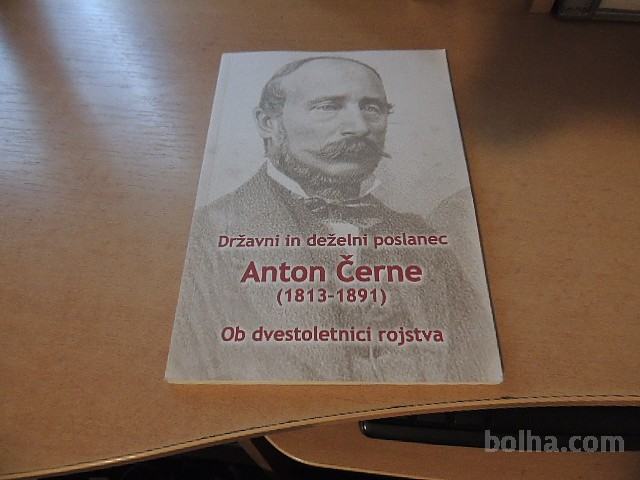 Državni in deželni poslanec
Anton Černe
(1813-1891)
Ob dvestoletnici rojstva
bolha.com